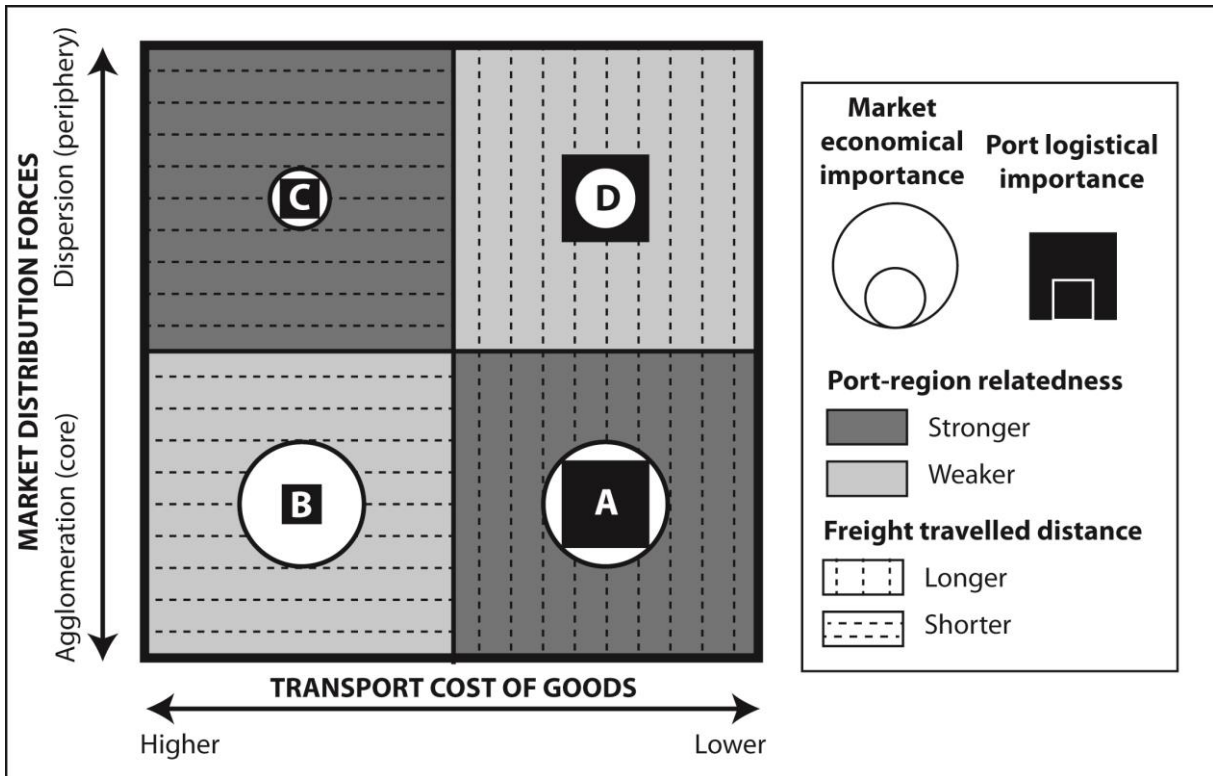 MARKET DISTRIBUTION FORCES
Dispersion (periphery)
Agglomeration (core)
C
D
B
A
TRANSPORT COST OF GOODS
Higher
Lower
Market
economical
importance
Port logistical
importance
Port-region relatedness
Stronger
Weaker
Freight travelled distance
Longer
Shorter